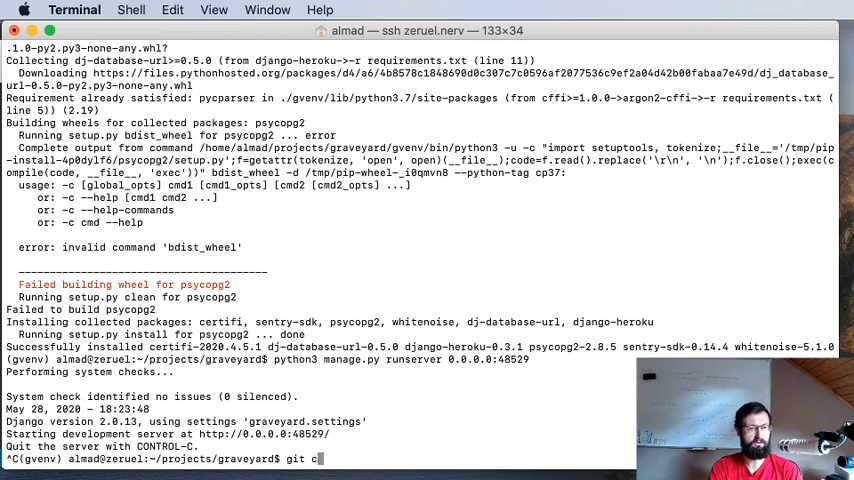 Terminal Shell Edit View Window Help
almad — ssh zeruel.nerv — 133×34
.1.0-py2.py3-none-any.whl?
Collecting dj-database-url>=0.5.0 (from django-heroku->-r requirements.txt (line 11))
  Downloading https://files.pythonhosted.org/packages/d4/a6/4b8578c1848690d0c307c7c0596af2077536c9ef2a04d42b00fabaa7e49d/dj_database_
url-0.5.0-py2.py3-none-any.whl
Requirement already satisfied: pycparser in ./gvenv/lib/python3.7/site-packages (from cffi>=1.0.0->argon2-cffi->-r requirements.txt (
line 5)) (2.19)
Building wheels for collected packages: psycopg2
  Running setup.py bdist_wheel for psycopg2 ... error
  Complete output from command /home/almad/projects/graveyard/gvenv/bin/python3 -u -c "import setuptools, tokenize;__file__='/tmp/pip
-install-4p0dylf6/psycopg2/setup.py';f=getattr(tokenize, 'open', open)(__file__);code=f.read().replace('\r\n', '\n');f.close();exec(co
mpile(code, __file__, 'exec'))" bdist_wheel -d /tmp/pip-wheel-_i0qmvn8 --python-tag cp37:
  usage: -c [global_opts] cmd1 [cmd1_opts] [cmd2 [cmd2_opts] ...]
     or: -c --help [cmd1 cmd2 ...]
     or: -c --help-commands
     or: -c cmd --help
  error: invalid command 'bdist_wheel'
  ----------------------------------------
  Failed building wheel for psycopg2
  Running setup.py clean for psycopg2
Failed to build psycopg2
Installing collected packages: certifi, sentry-sdk, psycopg2, whitenoise, dj-database-url, django-heroku
  Running setup.py install for psycopg2 ... done
Successfully installed certifi-2020.4.5.1 dj-database-url-0.5.0 django-heroku-0.3.1 psycopg2-2.8.5 sentry-sdk-0.14.4 whitenoise-5.1.0
(gvenv) almad@zeruel:~/projects/graveyard$ python3 manage.py runserver 0.0.0.0:48529
Performing system checks...
System check identified no issues (0 silenced).
May 28, 2020 - 18:23:48
Django version 2.0.13, using settings 'graveyard.settings'
Starting development server at http://0.0.0.0:48529/
Quit the server with CONTROL-C.
^C(gvenv) almad@zeruel:~/projects/graveyard$ git c